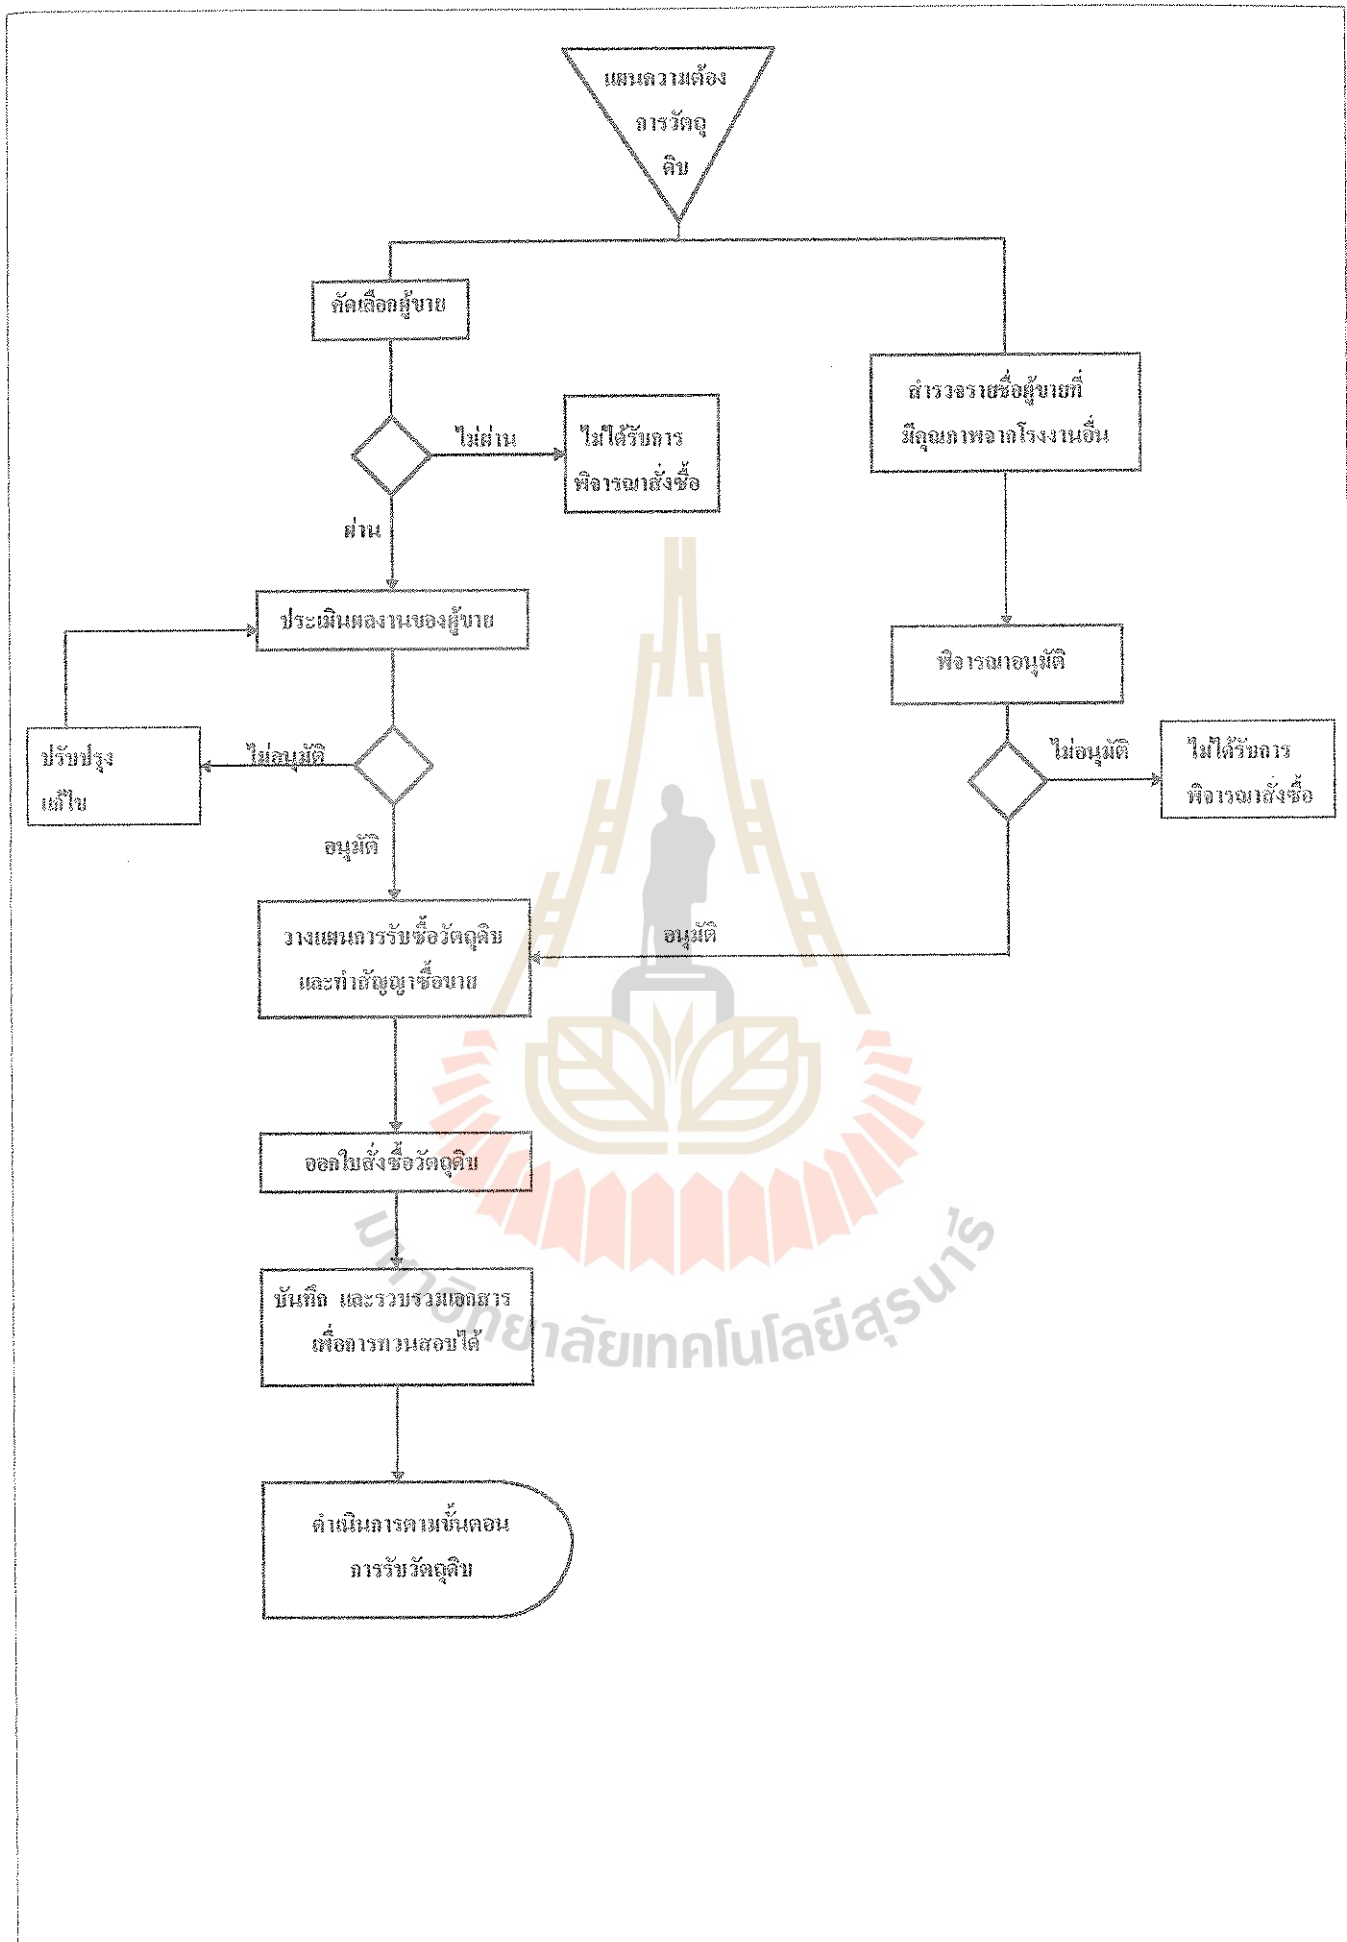 แผนความต้อง
การวัตถุ
ดิบ
คัดเลือกผู้ขาย
สำรวจรายชื่อผู้ขายที่
มีคุณภาพจากโรงงานอื่น
ไม่ผ่าน
ไม่ได้รับการ
พิจารณาสั่งซื้อ
ผ่าน
ประเมินผลงานของผู้ขาย
พิจารณาอนุมัติ
ปรับปรุง
แก้ไข
ไม่อนุมัติ
ไม่อนุมัติ
ไม่ได้รับการ
พิจารณาสั่งซื้อ
อนุมัติ
วางแผนการรับซื้อวัตถุดิบ
และทำสัญญาซื้อขาย
อนุมัติ
ออกใบสั่งซื้อวัตถุดิบ
บันทึก และรวบรวมเอกสาร
เพื่อการทวนสอบได้
มหาวิทยาลัยเทคโนโลยีสุรนารี
ดำเนินการตามขั้นตอน
การรับวัตถุดิบ